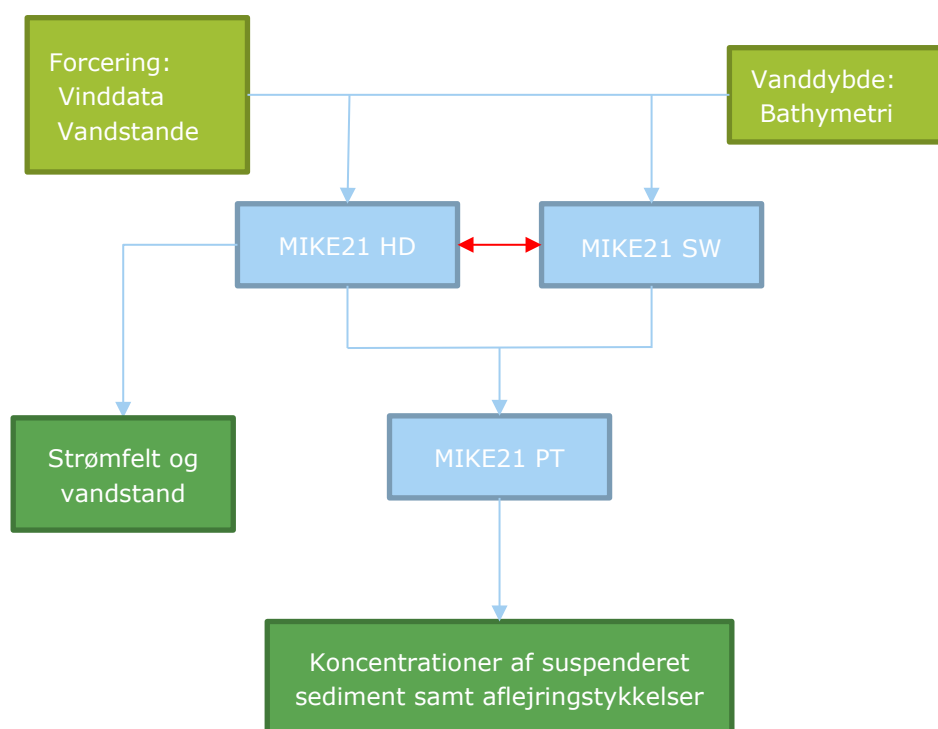 Forcering:
Vinddata
Vandstande
Vanddybde:
Bathymetri
MIKE21 HD
MIKE21 SW
Strømfelt og
vandstand
MIKE21 PT
Koncentrationer af suspenderet
sediment samt aflejringstykkelser